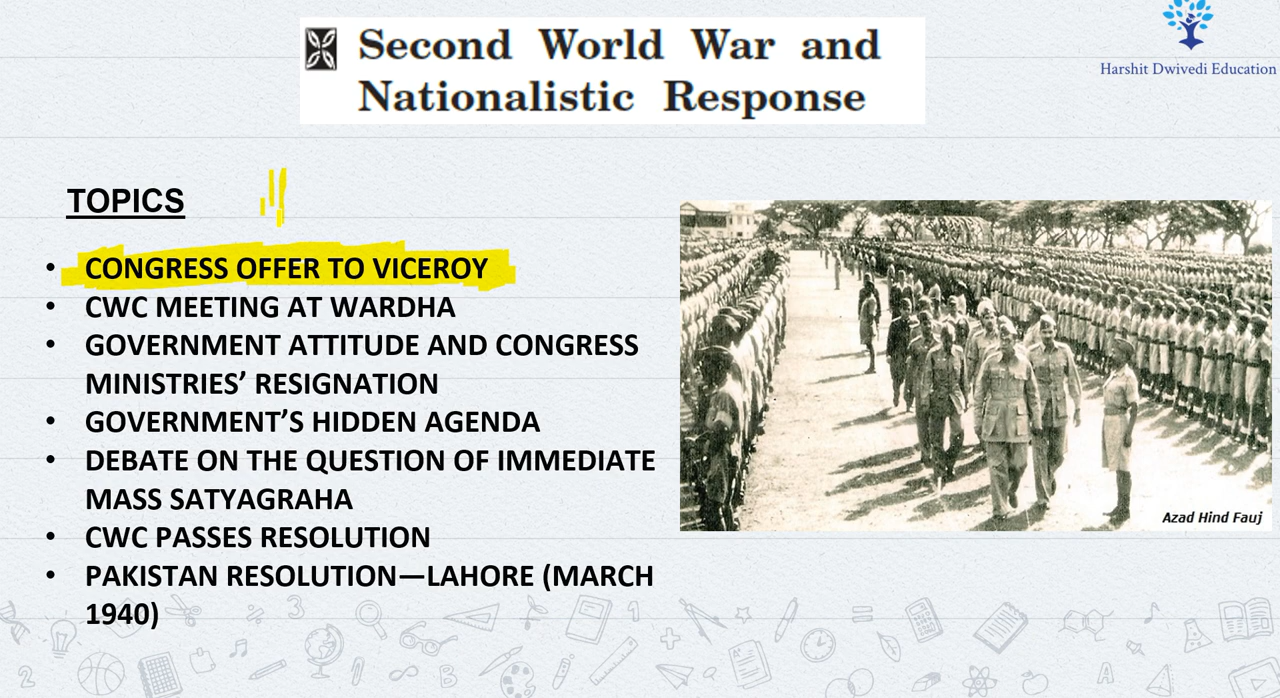 Second World War and
Nationalistic Response
Harshit Dwivedi Education
TOPICS
• CONGRESS OFFER TO VICEROY
• CWC MEETING AT WARDHA
• GOVERNMENT ATTITUDE AND CONGRESS
MINISTRIES’ RESIGNATION
• GOVERNMENT’S HIDDEN AGENDA
• DEBATE ON THE QUESTION OF IMMEDIATE
MASS SATYAGRAHA
• CWC PASSES RESOLUTION
• PAKISTAN RESOLUTION—LAHORE (MARCH
1940)
Azad Hind Fauj